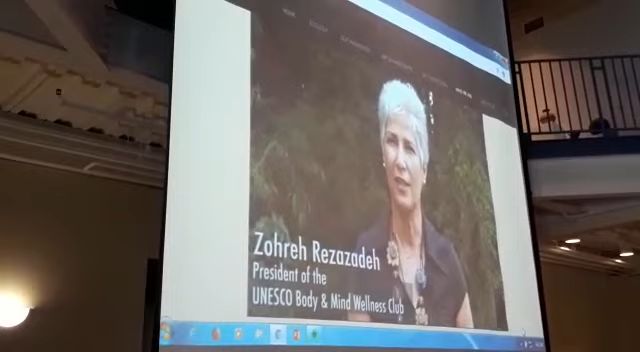 Zohreh Rezazadeh
President of the
UNESCO Body & Mind Wellness Club